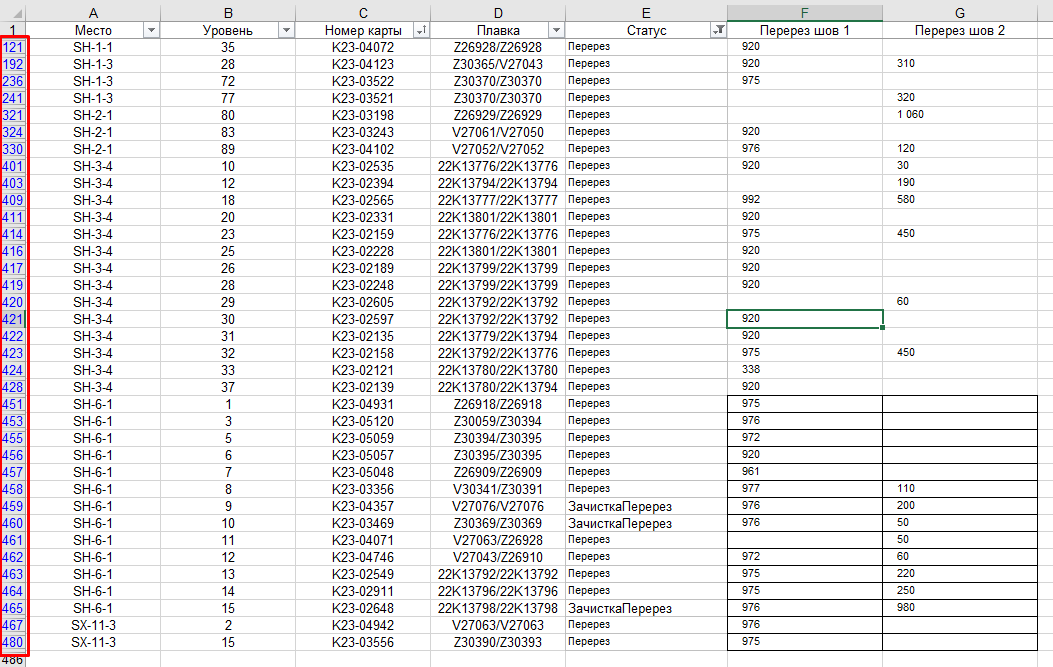 A B C D E F G
1 Место Уровень Номер карты Плавка Статус Перерез шов 1 Перерез шов 2
121 SH-1-1 35 K23-04072 Z26928/Z26928 Перерез 920
192 SH-1-3 28 K23-04123 Z30365/V27043 Перерез 920 310
236 SH-1-3 72 K23-03522 Z30370/Z30370 Перерез 975
241 SH-1-3 77 K23-03521 Z30370/Z30370 Перерез 320
321 SH-2-1 80 K23-03198 Z26929/Z26929 Перерез 1 060
324 SH-2-1 83 K23-03243 V27061/V27050 Перерез 920
330 SH-2-1 89 K23-04102 V27052/V27052 Перерез 976 120
401 SH-3-4 10 K23-02535 22K13776/22K13776 Перерез 920 30
403 SH-3-4 12 K23-02394 22K13794/22K13794 Перерез 190
409 SH-3-4 18 K23-02565 22K13777/22K13777 Перерез 992 580
411 SH-3-4 20 K23-02331 22K13801/22K13801 Перерез 920
414 SH-3-4 23 K23-02159 22K13776/22K13776 Перерез 975 450
416 SH-3-4 25 K23-02228 22K13801/22K13801 Перерез 920
417 SH-3-4 26 K23-02189 22K13799/22K13799 Перерез 920
419 SH-3-4 28 K23-02248 22K13799/22K13799 Перерез 920
420 SH-3-4 29 K23-02605 22K13792/22K13792 Перерез 60
421 SH-3-4 30 K23-02597 22K13792/22K13792 Перерез 920
422 SH-3-4 31 K23-02135 22K13779/22K13794 Перерез 920
423 SH-3-4 32 K23-02158 22K13792/22K13776 Перерез 975 450
424 SH-3-4 33 K23-02121 22K13780/22K13780 Перерез 338
428 SH-3-4 37 K23-02139 22K13780/22K13794 Перерез 920
451 SH-6-1 1 K23-04931 Z26918/Z26918 Перерез 975
453 SH-6-1 3 K23-05120 Z30059/Z30394 Перерез 976
455 SH-6-1 5 K23-05059 Z30394/Z30395 Перерез 972
456 SH-6-1 6 K23-05057 Z30395/Z30395 Перерез 920
457 SH-6-1 7 K23-05048 Z26909/Z26909 Перерез 961
458 SH-6-1 8 K23-03356 V30341/Z30391 Перерез 977 110
459 SH-6-1 9 K23-04357 V27076/V27076 ЗачисткаПеререз 976 200
460 SH-6-1 10 K23-03469 Z30369/Z30369 ЗачисткаПеререз 976 50
461 SH-6-1 11 K23-04071 V27063/Z26928 Перерез 50
462 SH-6-1 12 K23-04746 V27043/Z26910 Перерез 972 60
463 SH-6-1 13 K23-02549 22K13792/22K13792 Перерез 975 220
464 SH-6-1 14 K23-02911 22K13796/22K13796 Перерез 975 250
465 SH-6-1 15 K23-02648 22K13798/22K13798 ЗачисткаПеререз 976 980
467 SX-11-3 2 K23-04942 V27063/V27063 Перерез 976
480 SX-11-3 15 K23-03556 Z30390/Z30393 Перерез 975
486